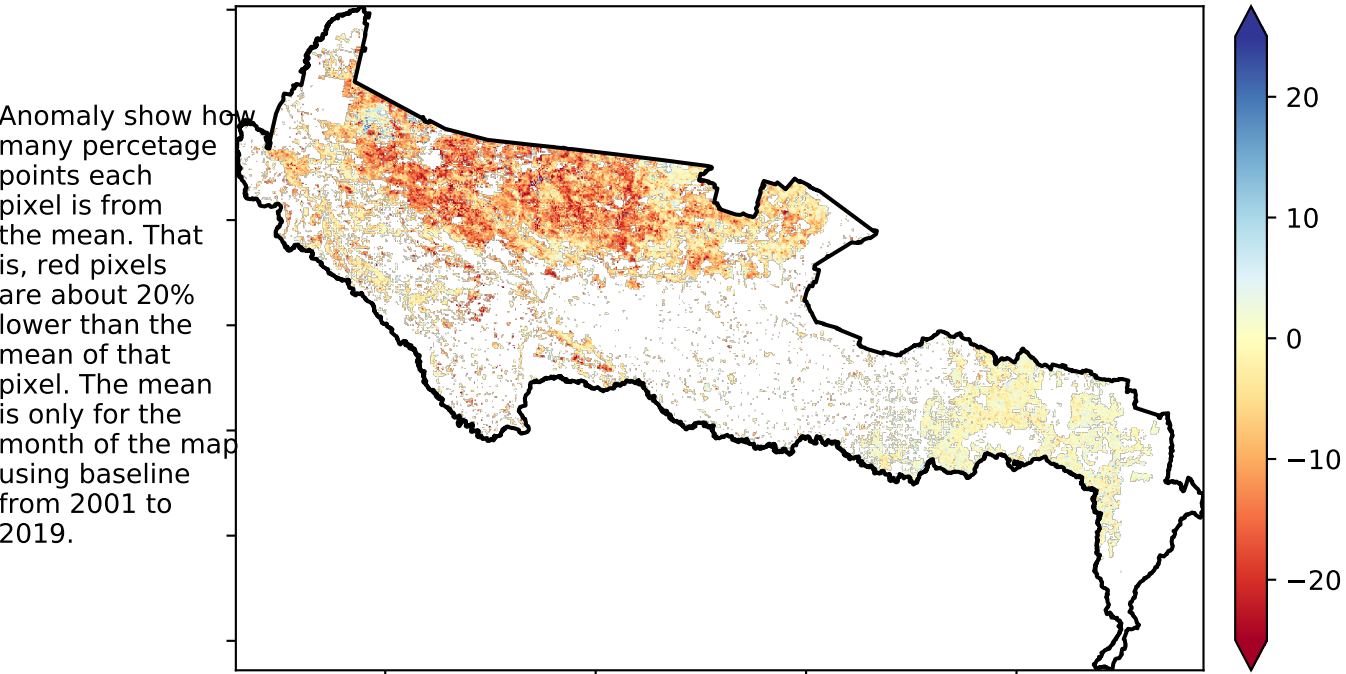 Anomaly show how
many percetage
points each
pixel is from
the mean. That
is, red pixels
are about 20%
lower than the
mean of that
pixel. The mean
is only for the
month of the map
using baseline
from 2001 to
2019.
20
10
0
−10
−20